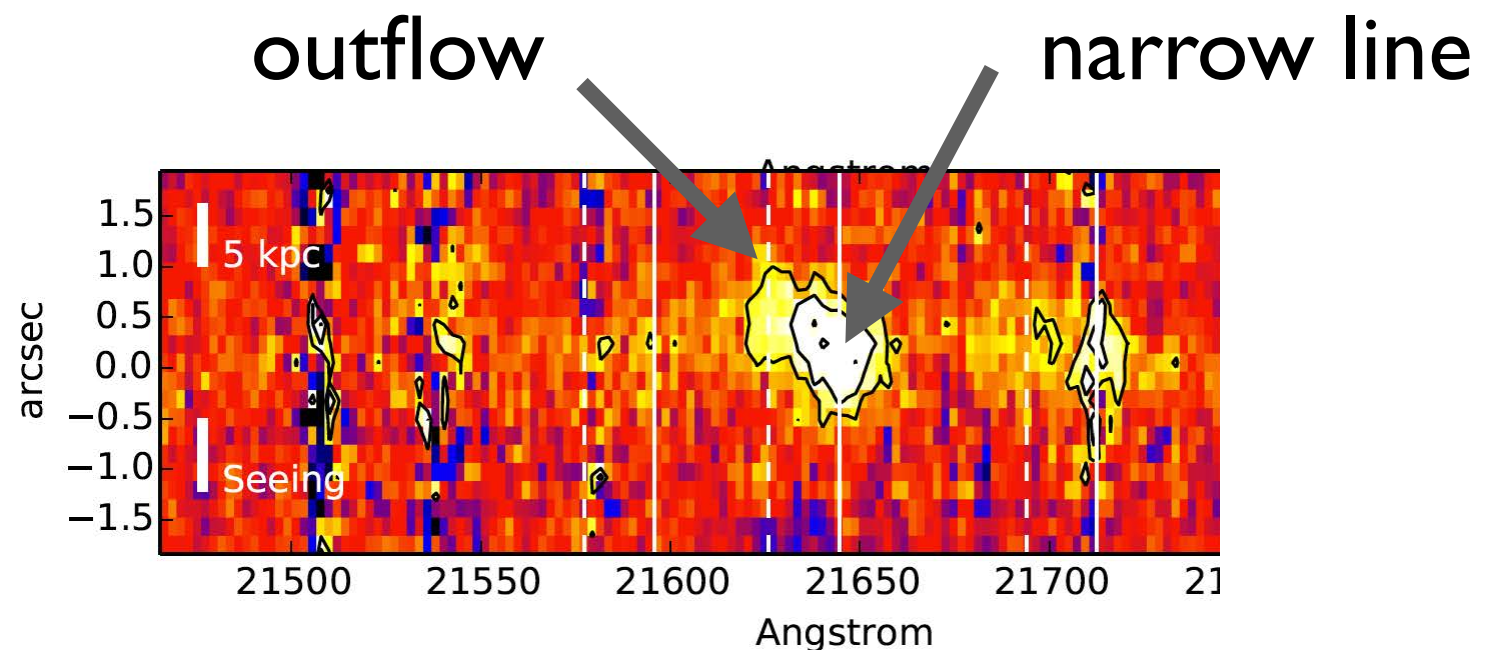 outflow
narrow line
Angstrom
1.5
5 kpc
1.0
0.5
0.0
arcsec
−0.5
−1.0
Seeing
−1.5
21500 21550 21600 21650 21700 21
Angstrom